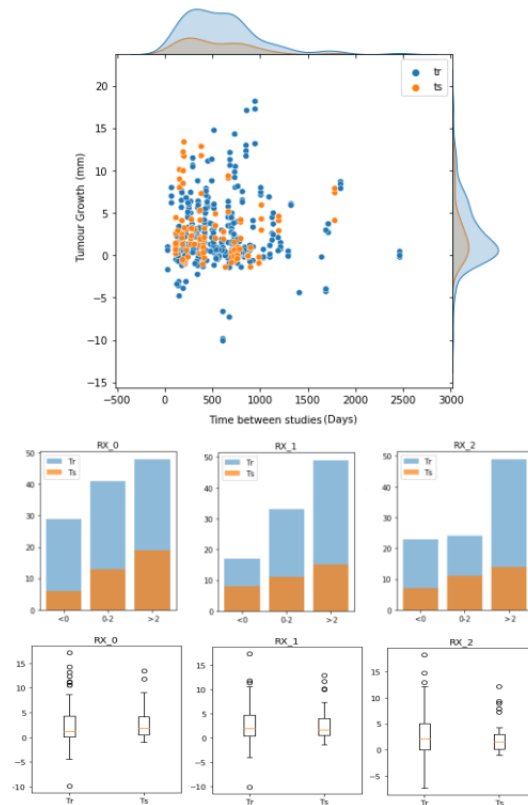 tr
ts
20
15
10
5
0
−5
−10
−15
Tumour Growth (mm)
−500 0 500 1000 1500 2000 2500 3000
Time between studies (Days)
RX_0 RX_1 RX_2
Tr Tr Tr
Ts Ts Ts
50 50 50
40 40 40
30 30 30
20 20 20
10 10 10
0 0 0
<0 0-2 >2 <0 0-2 >2 <0 0-2 >2
RX_0 RX_1 RX_2
15 15 15
10 10 10
5 5 5
0 0 0
−5 −5 −5
−10 −10
Tr Ts Tr Ts Tr Ts